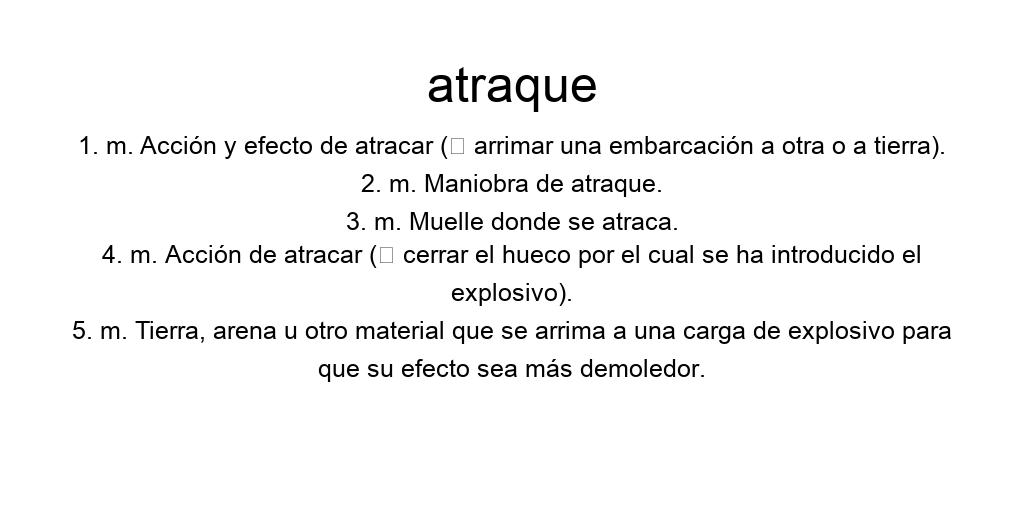 atraque
1. m. Acción y efecto de atracar (▯ arrimar una embarcación a otra o a tierra).
2. m. Maniobra de atraque.
3. m. Muelle donde se atraca.
4. m. Acción de atracar (▯ cerrar el hueco por el cual se ha introducido el
explosivo).
5. m. Tierra, arena u otro material que se arrima a una carga de explosivo para
que su efecto sea más demoledor.